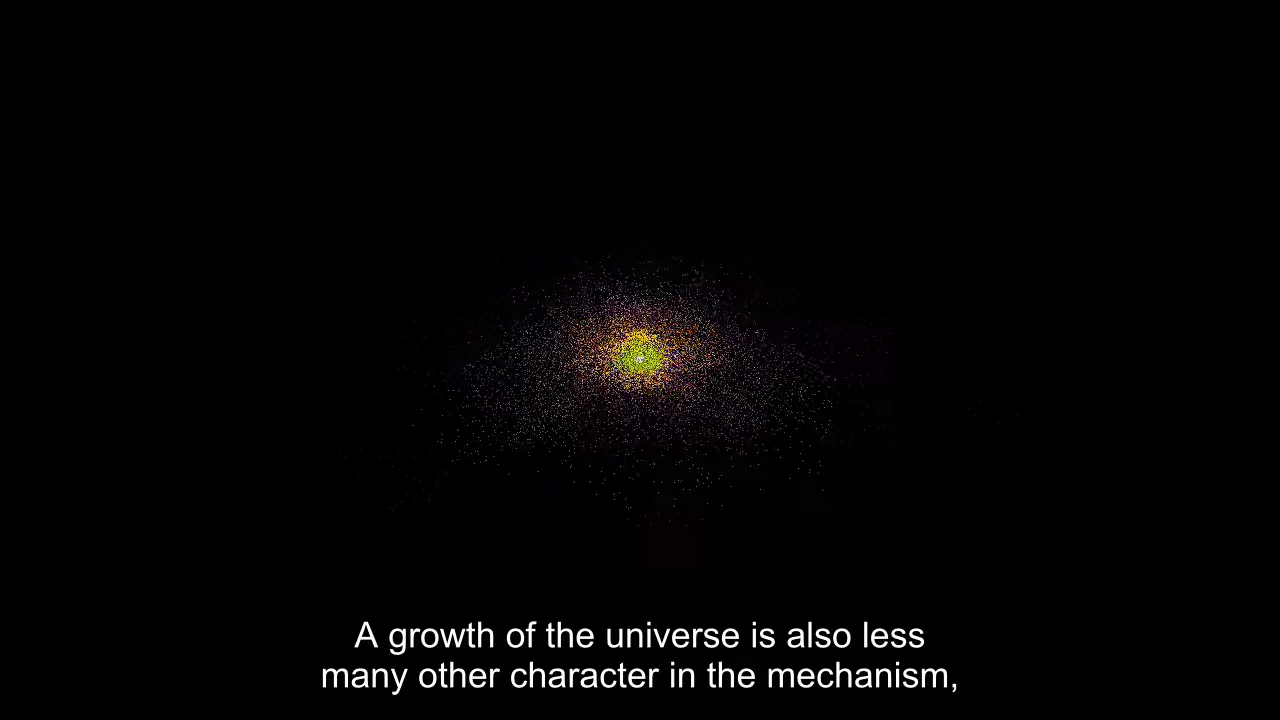 A growth of the universe is also less
many other character in the mechanism,